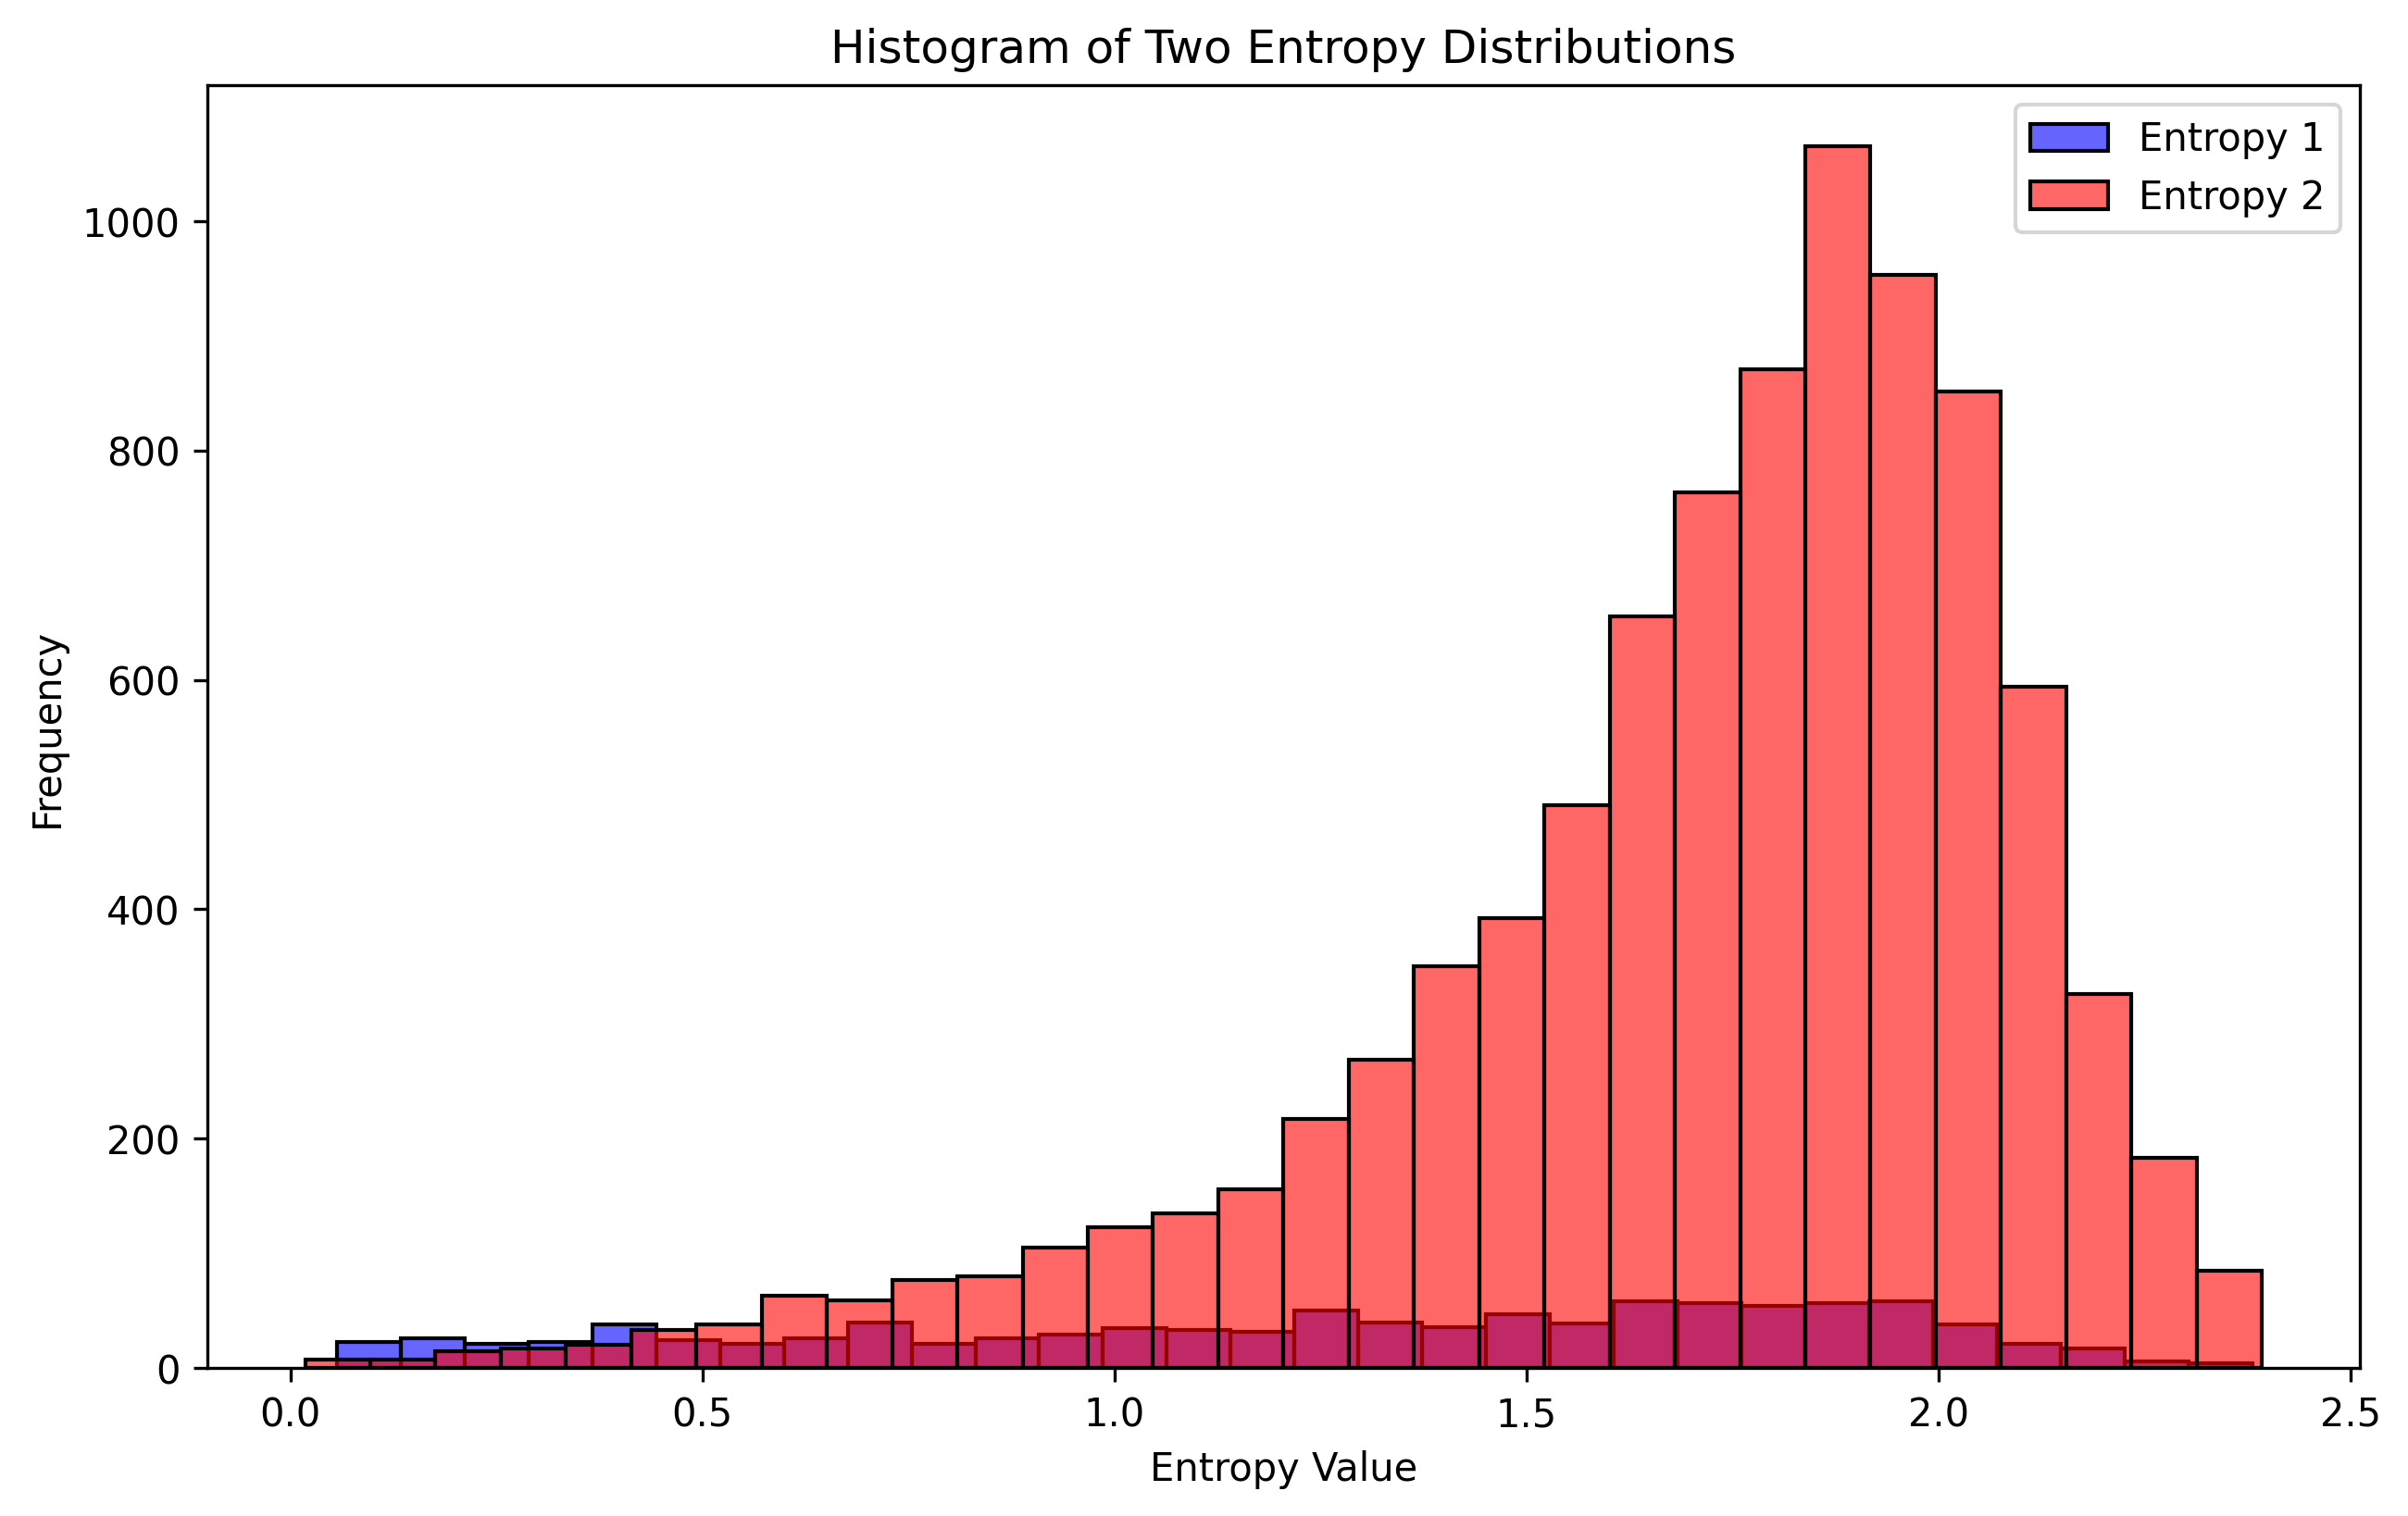 Histogram of Two Entropy Distributions
Entropy 1
Entropy 2
1000
800
600
400
200
0
Frequency
0.0 0.5 1.0 1.5 2.0 2.5
Entropy Value